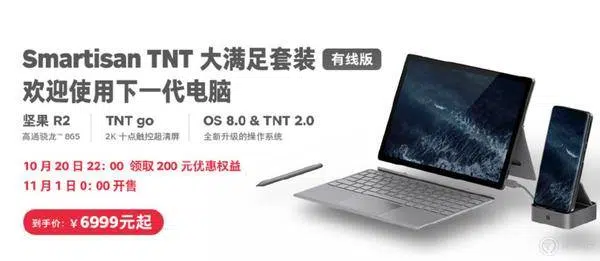 Smartisan TNT 大满足套装 有线版
欢迎使用下一代电脑
坚果 R2 TNT go OS 8.0 & TNT 2.0
高通骁龙™865 2K 十点触控超清屏 全新升级的操作系统
10 月 20 日 22：00 领取 200 元优惠权益
11 月 1 日 0：00 开售
到手价：￥6999元起